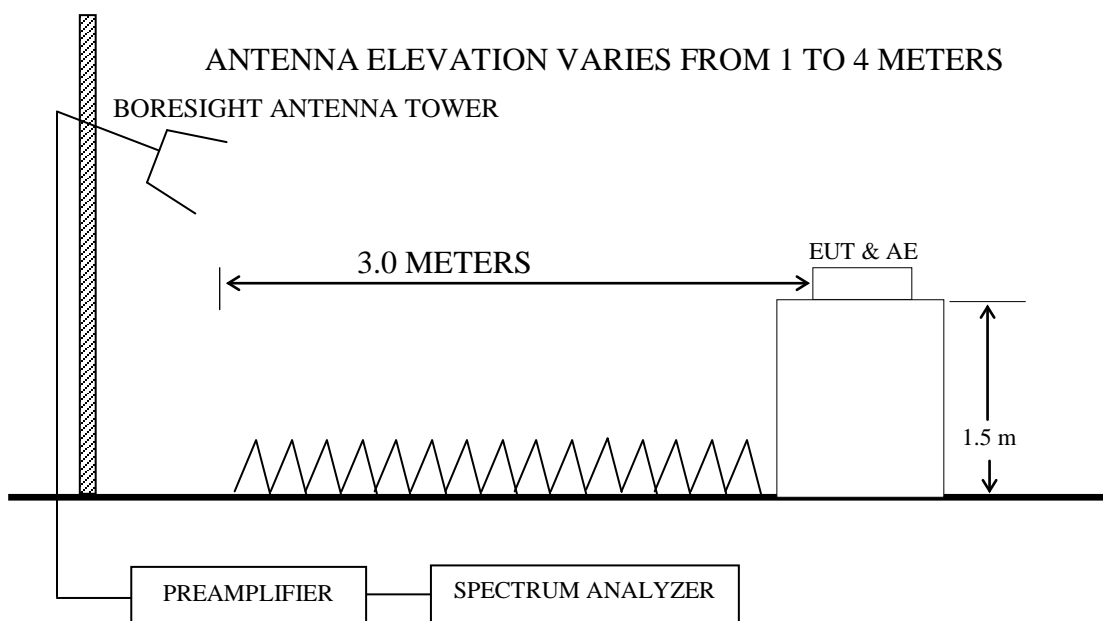 ANTENNA ELEVATION VARIES FROM 1 TO 4 METERS
BORESIGHT ANTENNA TOWER
EUT & AE
3.0 METERS
1.5 m
PREAMPLIFIER
SPECTRUM ANALYZER